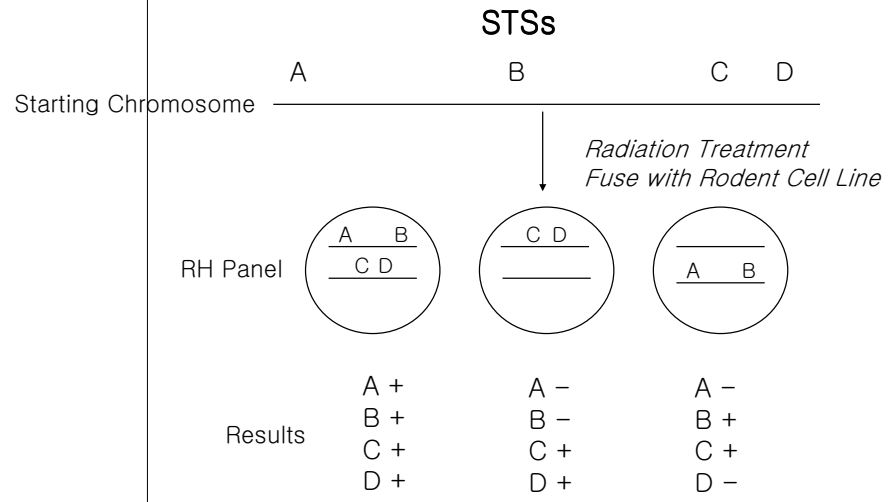 STSs
A B C D
Starting Chromosome
Radiation Treatment
Fuse with Rodent Cell Line
RH Panel
A B
C D
C D
A B
Results
A + A − A −
B + B − B +
C + C + C +
D + D + D −